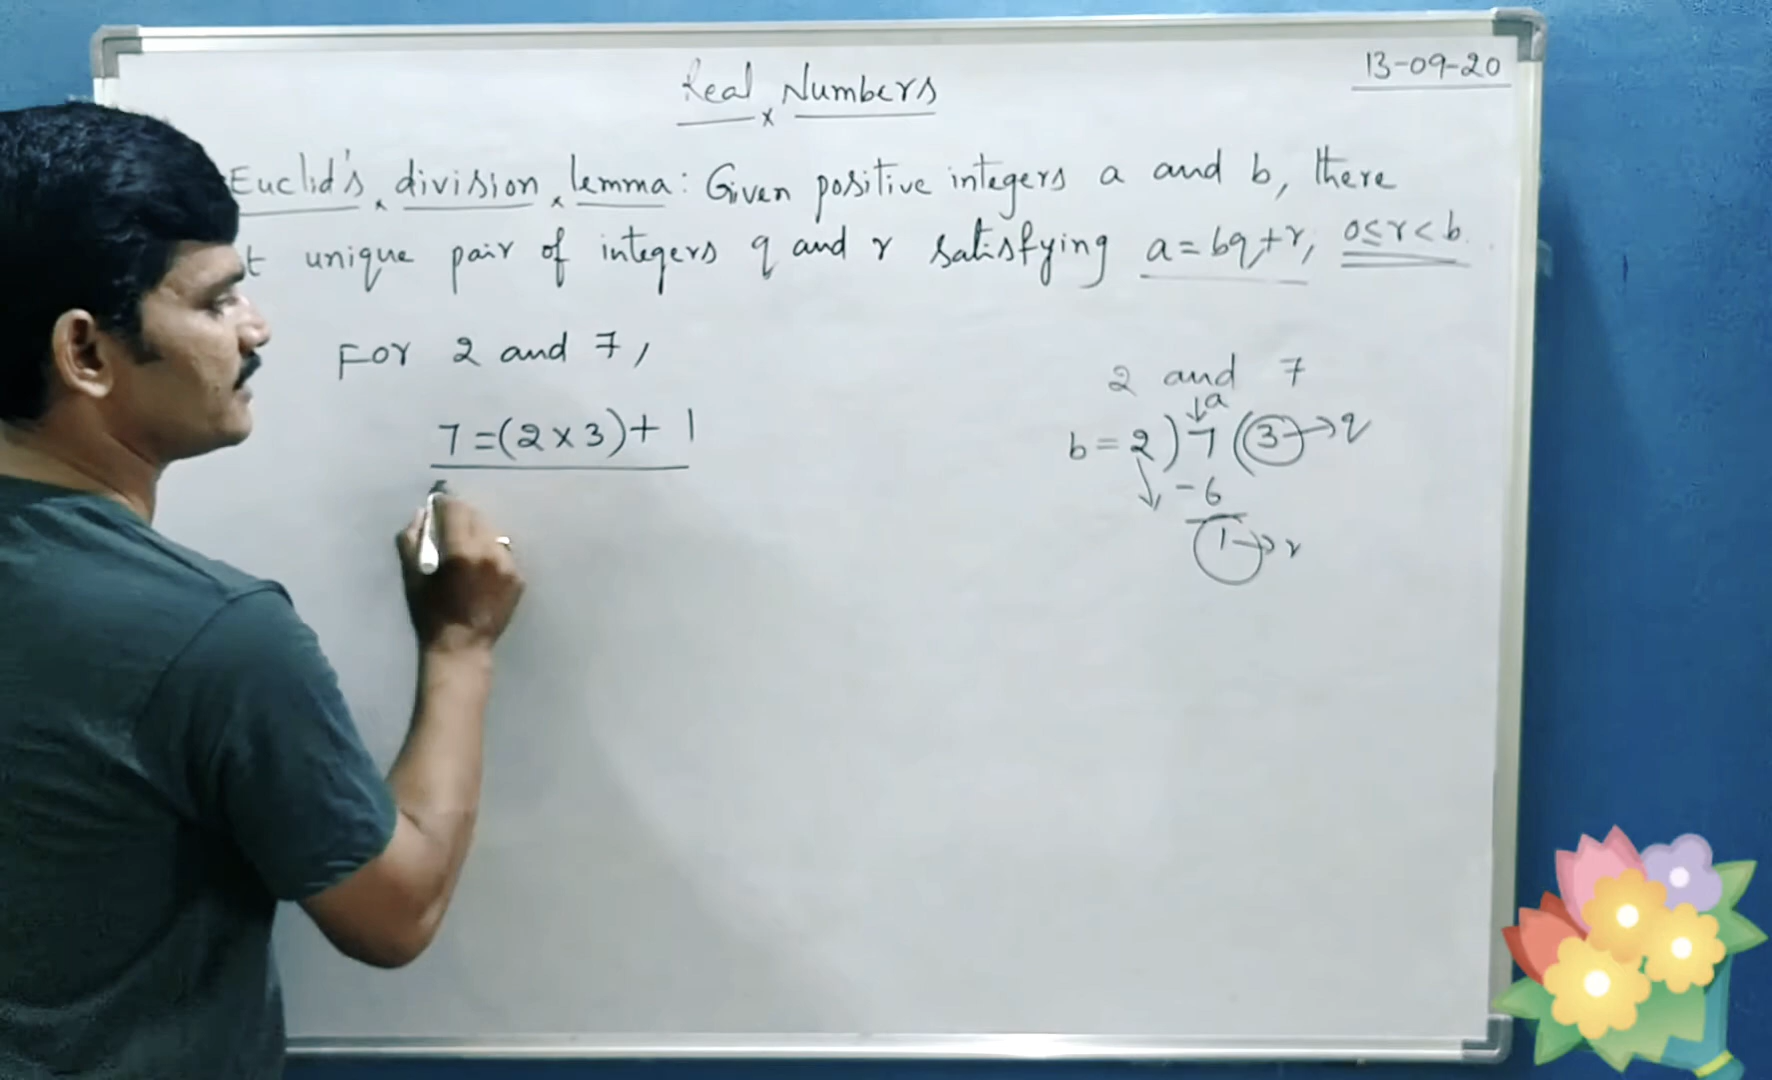 13-09-20
Real Numbers
Euclid's division lemma: Given positive integers a and b, there
unique pair of integers q and r satisfying a = bq+r, 0≤r<b.
For 2 and 7,
7 = (2 × 3) + 1
2 and 7
↓a
b = 2) 7 (3→q
↓ -6
1→r